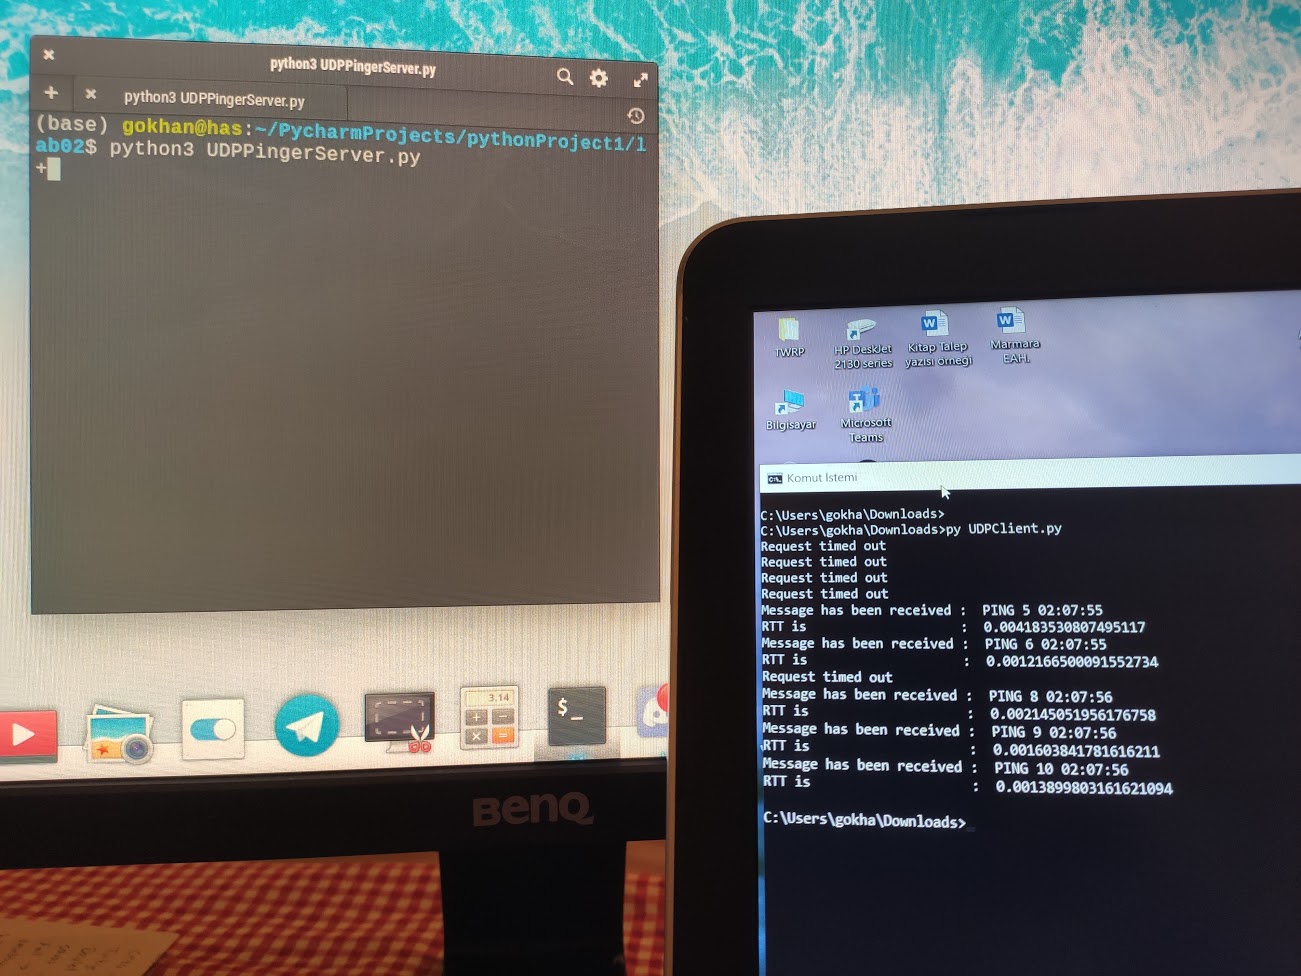 python3 UDPPingerServer.py
python3 UDPPingerServer.py
(base) gokhan@has:~/PycharmProjects/pythonProject1/l
ab02$ python3 UDPPingerServer.py
+
3.14
$_
BenQ
TWRP
HP DeskJet
2130 series
Kitap Talep
yazısı örneği
Marmara
EAH.
Bilgisayar
Microsoft
Teams
Komut İstemi
C:\Users\gokha\Downloads>
C:\Users\gokha\Downloads>py UDPClient.py
Request timed out
Request timed out
Request timed out
Request timed out
Message has been received :  PING 5 02:07:55
RTT is                    :  0.004183530807495117
Message has been received :  PING 6 02:07:55
RTT is                    :  0.0012166500091552734
Request timed out
Message has been received :  PING 8 02:07:56
RTT is                    :  0.002145051956176758
Message has been received :  PING 9 02:07:56
RTT is                    :  0.001603841781616211
Message has been received :  PING 10 02:07:56
RTT is                    :  0.0013899803161621094
C:\Users\gokha\Downloads>